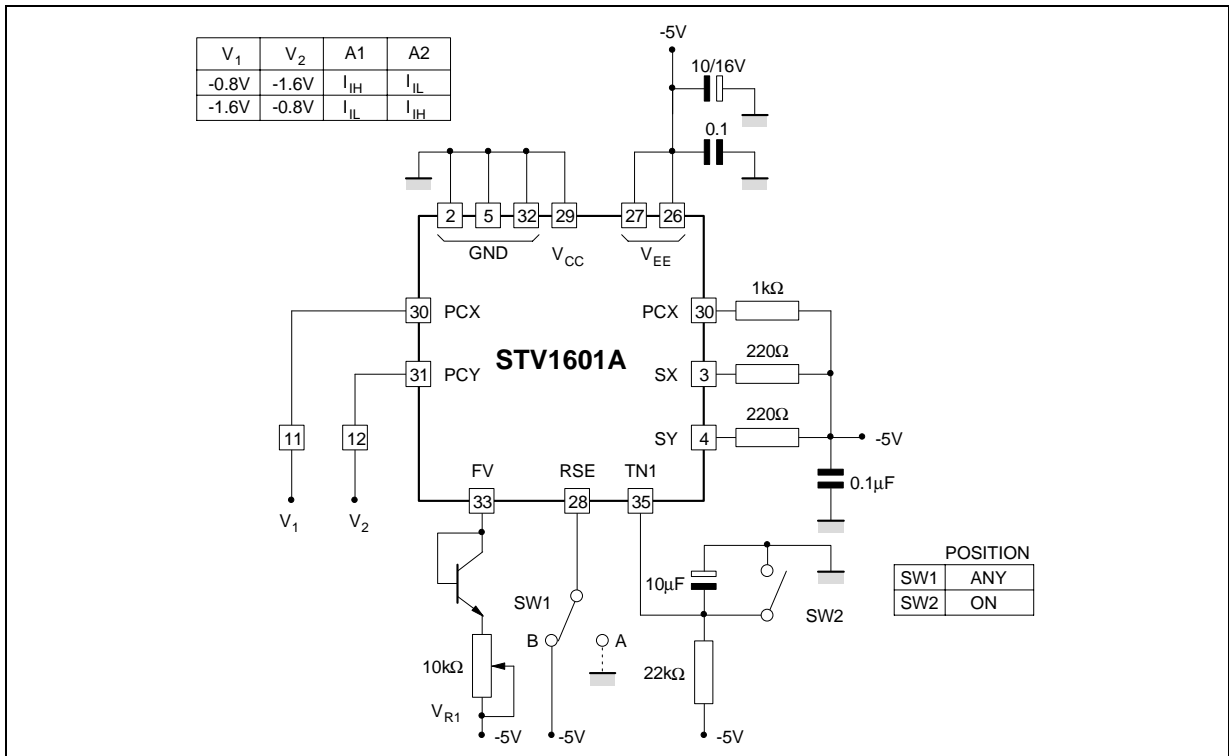 -5V
V1 V2 A1 A2
-0.8V -1.6V IIH IIL
-1.6V -0.8V IIL IIH
10/16V
0.1
2 5 32 29 27 26
GND VCC VEE
30 PCX
PCX 30
1kΩ
STV1601A
31 PCY
SX 3
220Ω
SY 4
220Ω
-5V
11 12
FV RSE TN1
33 28 35
0.1µF
V1 V2
POSITION
SW1 ANY
SW2 ON
10µF
SW1
SW2
B A
10kΩ
22kΩ
VR1
-5V -5V -5V